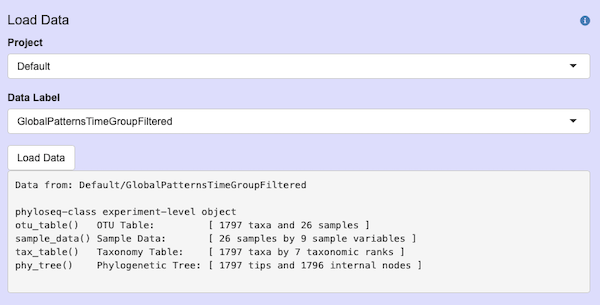 Load Data
Project
Default
Data Label
GlobalPatternsTimeGroupFiltered
Load Data
Data from: Default/GlobalPatternsTimeGroupFiltered
phyloseq-class experiment-level object
otu_table()   OTU Table:         [ 1797 taxa and 26 samples ]
sample_data() Sample Data:       [ 26 samples by 9 sample variables ]
tax_table()   Taxonomy Table:    [ 1797 taxa by 7 taxonomic ranks ]
phy_tree()    Phylogenetic Tree: [ 1797 tips and 1796 internal nodes ]